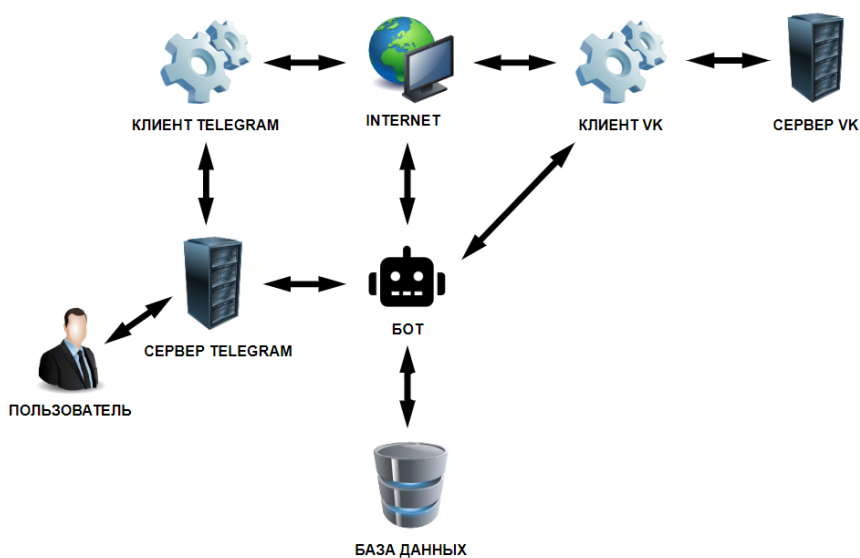 КЛИЕНТ TELEGRAM
INTERNET
КЛИЕНТ VK
СЕРВЕР VK
СЕРВЕР TELEGRAM
БОТ
ПОЛЬЗОВАТЕЛЬ
БАЗА ДАННЫХ